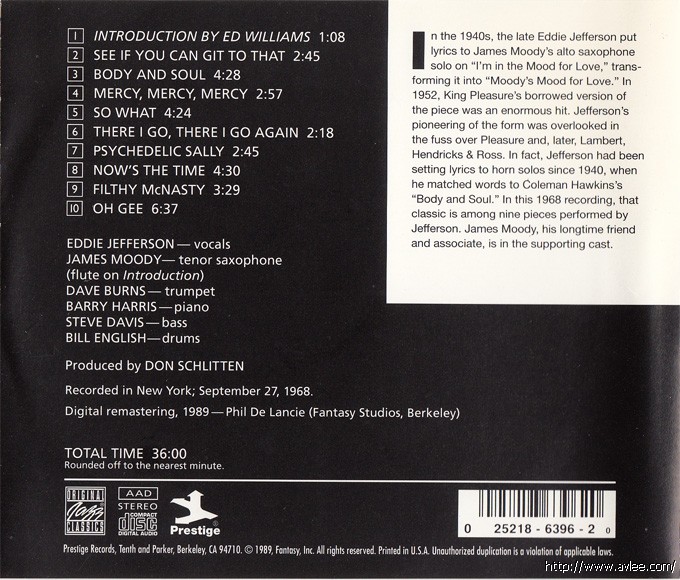 1 INTRODUCTION BY ED WILLIAMS 1:08
2 SEE IF YOU CAN GIT TO THAT 2:45
3 BODY AND SOUL 4:28
4 MERCY, MERCY, MERCY 2:57
5 SO WHAT 4:24
6 THERE I GO, THERE I GO AGAIN 2:18
7 PSYCHEDELIC SALLY 2:45
8 NOW'S THE TIME 4:30
9 FILTHY McNASTY 3:29
10 OH GEE 6:37
EDDIE JEFFERSON — vocals
JAMES MOODY— tenor saxophone
(flute on Introduction)
DAVE BURNS — trumpet
BARRY HARRIS — piano
STEVE DAVIS — bass
BILL ENGLISH — drums
Produced by DON SCHLITTEN
Recorded in New York; September 27, 1968.
Digital remastering, 1989 — Phil De Lancie (Fantasy Studios, Berkeley)
TOTAL TIME 36:00
Rounded off to the nearest minute.
In the 1940s, the late Eddie Jefferson put
lyrics to James Moody's alto saxophone
solo on "I'm in the Mood for Love," trans-
forming it into "Moody's Mood for Love." In
1952, King Pleasure's borrowed version of
the piece was an enormous hit. Jefferson's
pioneering of the form was overlooked in
the fuss over Pleasure and, later, Lambert,
Hendricks & Ross. In fact, Jefferson had been
setting lyrics to horn solos since 1940, when
he matched words to Coleman Hawkins's
"Body and Soul." In this 1968 recording, that
classic is among nine pieces performed by
Jefferson. James Moody, his longtime friend
and associate, is in the supporting cast.
ORIGINAL
Jazz
CLASSICS
AAD
STEREO
COMPACT
disc
DIGITAL AUDIO
Prestige
0 25218-6396-2 0
Prestige Records, Tenth and Parker, Berkeley, CA 94710. © 1989, Fantasy, Inc. All rights reserved. Printed in U.S.A. Unauthorized duplication is a violation of applicable laws.
http://www.avlee.com/